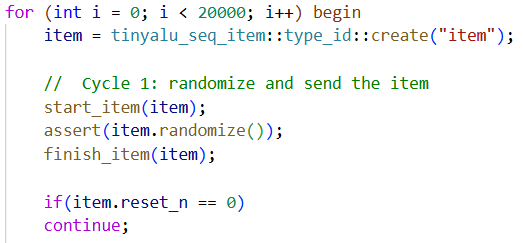 for (int i = 0; i < 20000; i++) begin
item = tinyalu_seq_item::type_id::create("item");
//  Cycle 1: randomize and send the item
start_item(item);
assert(item.randomize());
finish_item(item);
if(item.reset_n == 0)
continue;